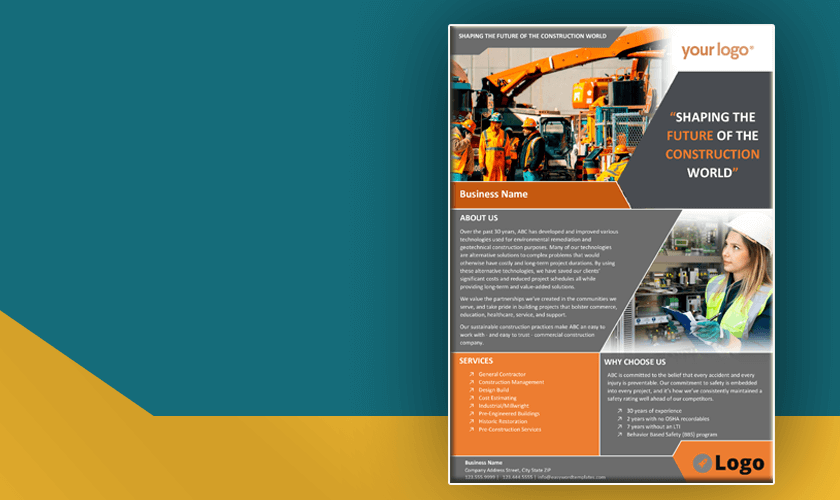 SHAPING THE FUTURE OF THE CONSTRUCTION WORLD
your logo
"SHAPING THE
FUTURE OF THE
CONSTRUCTION
WORLD"
Business Name
ABOUT US
Over the past 30 years, ABC has developed and improved various
technologies used for environmental remediation and
geotechnical construction purposes. Many of our technologies
are alternative solutions to complex problems that would
otherwise have costly and long-term project durations. By using
these alternative technologies, we have saved our clients'
significant costs and reduced project schedules all while
providing long-term and value-added solutions.
We value the partnerships we've created in the communities we
serve, and take pride in building projects that bolster commerce,
education, healthcare, service, and support.
Our sustainable construction practices make ABC an easy to
work with - and easy to trust - commercial construction
company.
SERVICES
General Contractor
Construction Management
Design Build
Cost Estimating
Industrial/Millwright
Pre-Engineered Buildings
Historic Restoration
Pre-Construction Services
WHY CHOOSE US
ABC is committed to the belief that every accident and every
injury is preventable. Our commitment to safety is embedded
into every project, and it's how we've consistently maintained a
safety rating well ahead of our competitors.
30 years of experience
2 years with no OSHA recordables
7 years without an LTI
Behavior Based Safety (BBS) program
Business Name
Company Address Street, City State ZIP
Logo